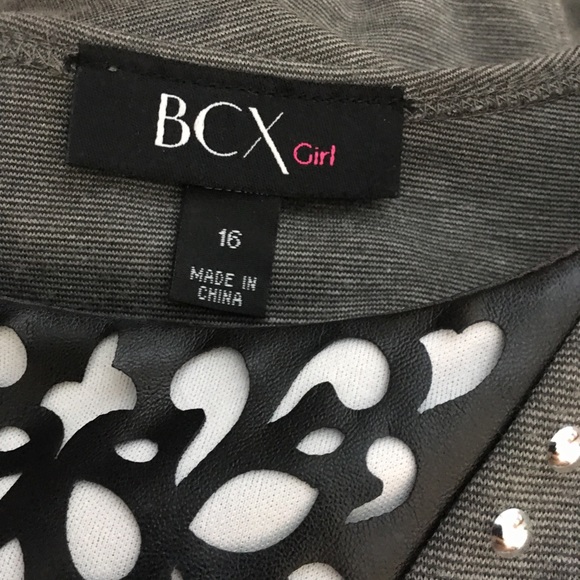 BCX Girl
16
MADE IN
CHINA